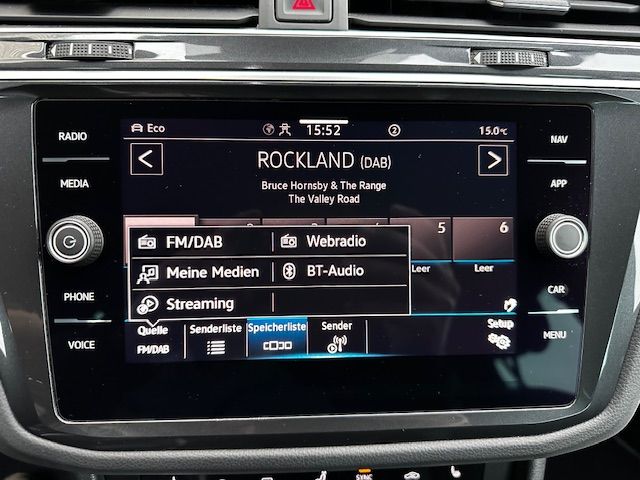 RADIO
MEDIA
PHONE
VOICE
NAV
APP
CAR
MENU
Eco
15:52
2
15.0°C
<
ROCKLAND (DAB)
>
Bruce Hornsby & The Range
The Valley Road
5
6
FM/DAB
Webradio
Meine Medien
BT-Audio
Streaming
Leer
Leer
Quelle
FM/DAB
Senderliste
Speicherliste
Sender
Setup
SYNC